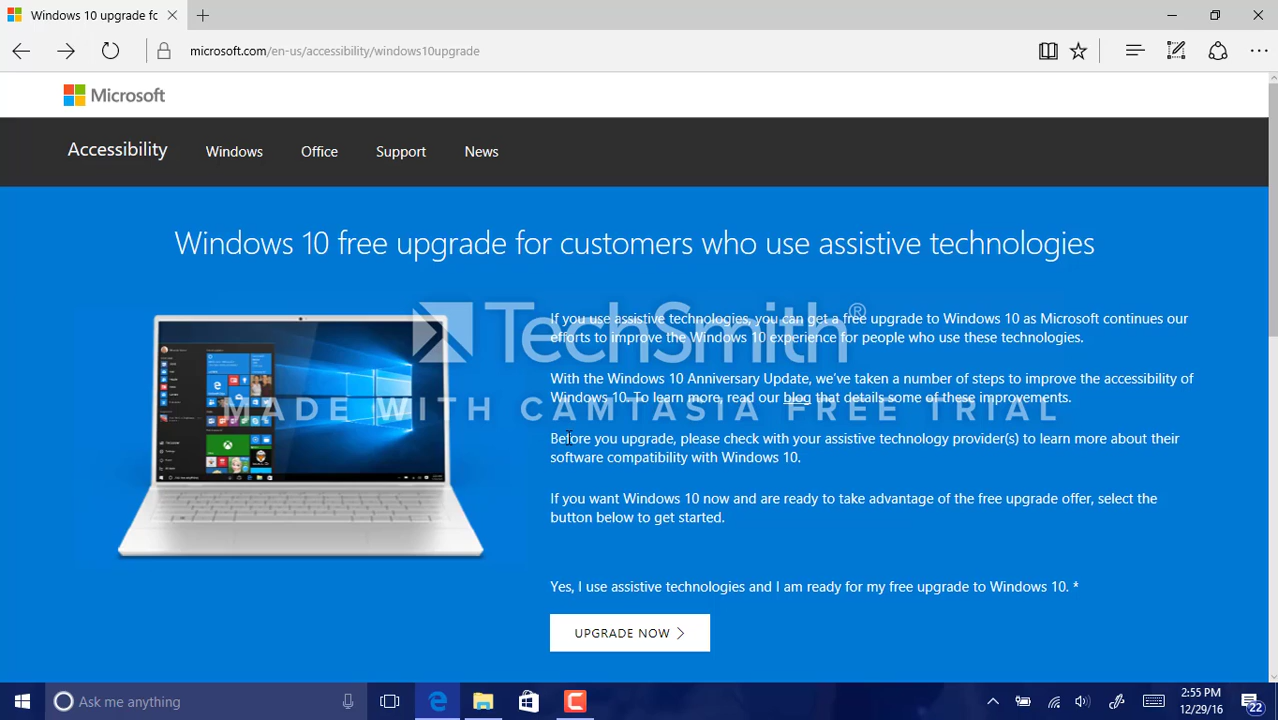 Windows 10 upgrade fo
microsoft.com/en-us/accessibility/windows10upgrade
Microsoft
Accessibility Windows Office Support News
Windows 10 free upgrade for customers who use assistive technologies
If you use assistive technologies, you can get a free upgrade to Windows 10 as Microsoft continues our
efforts to improve the Windows 10 experience for people who use these technologies.
TechSmith®
With the Windows 10 Anniversary Update, we've taken a number of steps to improve the accessibility of
Windows 10. To learn more, read our blog that details some of these improvements.
MADE WITH CAMTASIA FREE TRIAL
Before you upgrade, please check with your assistive technology provider(s) to learn more about their
software compatibility with Windows 10.
If you want Windows 10 now and are ready to take advantage of the free upgrade offer, select the
button below to get started.
Yes, I use assistive technologies and I am ready for my free upgrade to Windows 10. *
UPGRADE NOW
Ask me anything
2:55 PM
12/29/16
22